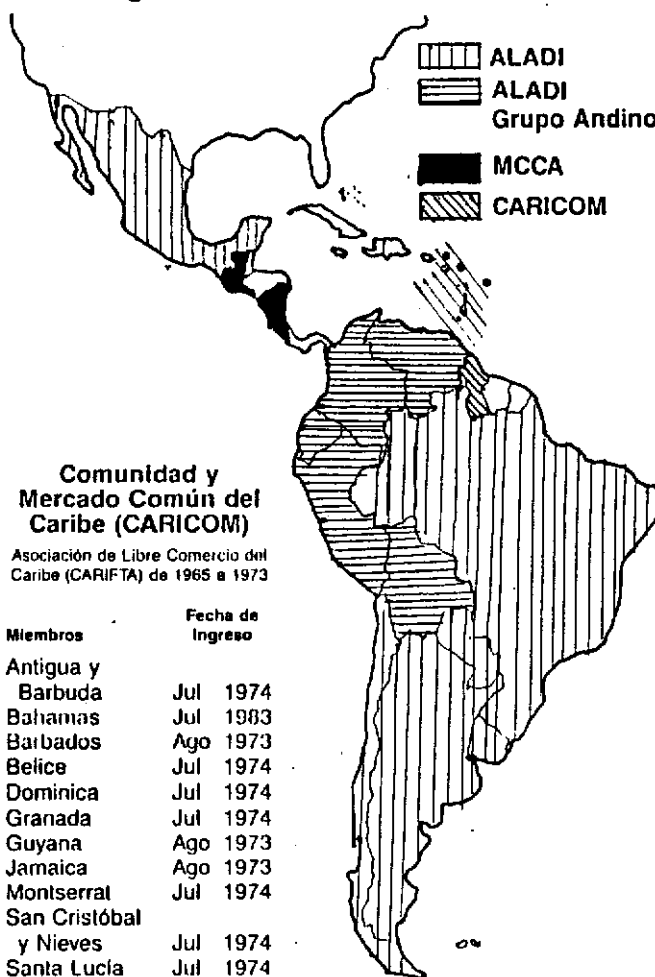 ALADI
ALADI
Grupo Andino
MCCA
CARICOM
Comunidad y
Mercado Común del
Caribe (CARICOM)
Asociación de Libre Comercio del
Caribe (CARIFTA) de 1965 a 1973
Miembros Fecha de Ingreso
Antigua y
Barbuda Jul 1974
Bahamas Jul 1983
Barbados Ago 1973
Belice Jul 1974
Dominica Jul 1974
Granada Jul 1974
Guyana Ago 1973
Jamaica Ago 1973
Montserrat Jul 1974
San Cristóbal
y Nieves Jul 1974
Santa Lucía Jul 1974